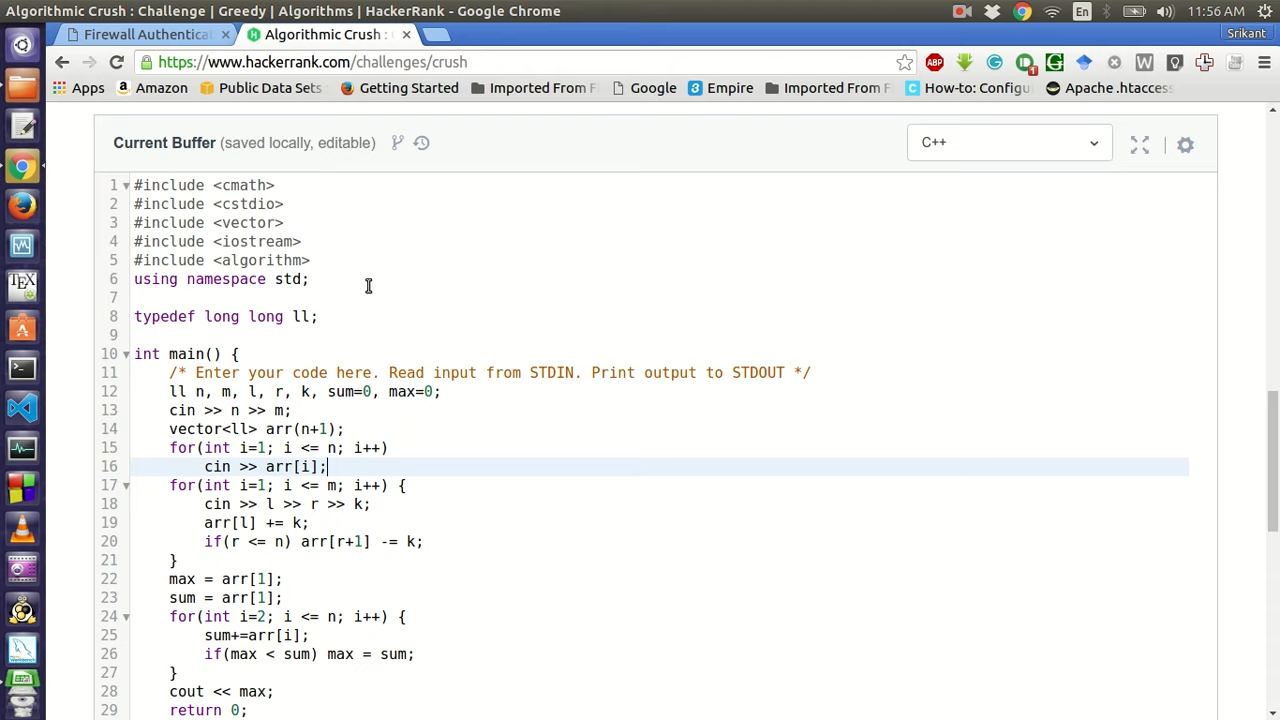 Algorithmic Crush : Challenge | Greedy | Algorithms | HackerRank - Google Chrome
En
11:56 AM
Firewall Authentica
Algorithmic Crush :
Srikant
https://www.hackerrank.com/challenges/crush
ABP
G
W
1
Apps
Amazon
Public Data Sets
Getting Started
Imported From F
Google
Empire
Imported From F
How-to: Configu
Apache .htacces
Current Buffer (saved locally, editable)
C++
1 #include <cmath>
2 #include <cstdio>
3 #include <vector>
4 #include <iostream>
5 #include <algorithm>
6 using namespace std;
7
8 typedef long long ll;
9
10 int main() {
11 /* Enter your code here. Read input from STDIN. Print output to STDOUT */
12 ll n, m, l, r, k, sum=0, max=0;
13 cin >> n >> m;
14 vector<ll> arr(n+1);
15 for(int i=1; i <= n; i++)
16 cin >> arr[i];
17 for(int i=1; i <= m; i++) {
18 cin >> l >> r >> k;
19 arr[l] += k;
20 if(r <= n) arr[r+1] -= k;
21 }
22 max = arr[1];
23 sum = arr[1];
24 for(int i=2; i <= n; i++) {
25 sum+=arr[i];
26 if(max < sum) max = sum;
27 }
28 cout << max;
29 return 0;
TEX